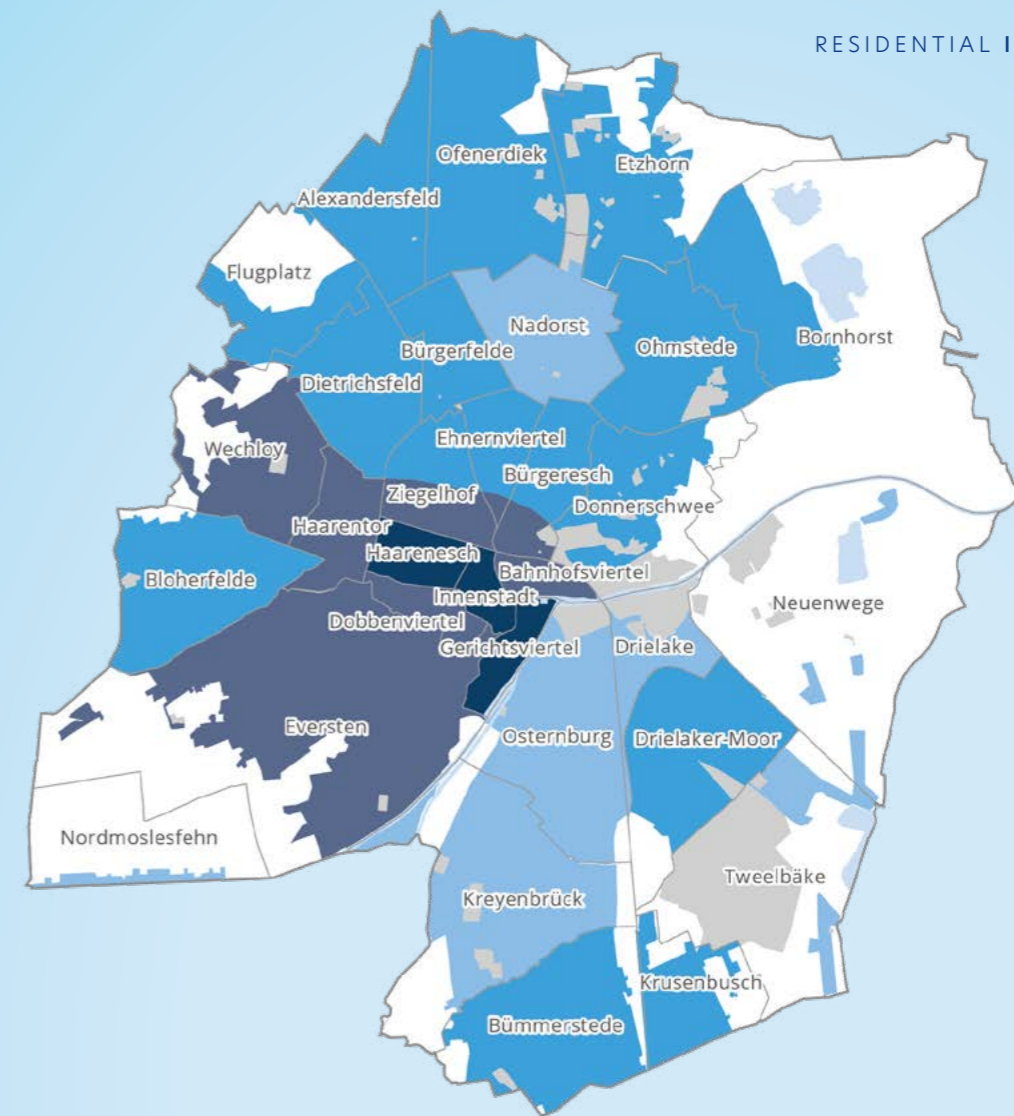 RESIDENTIAL I
Ofenerdiek
Etzhorn
Alexandersfeld
Flugplatz
Nadorst
Bornhorst
Bürgerfelde
Ohmstede
Dietrichsfeld
Ehnernviertel
Wechloy
Bürgeresch
Ziegelhof
Donnerschwee
Haarentor
Haarenesch
Bahnhofsviertel
Bloherfelde
Innenstadt
Neuenwege
Dobbenviertel
Gerichtsviertel
Drielake
Eversten
Osternburg
Drielaker-Moor
Nordmoslesfehn
Tweelbäke
Kreyenbrück
Krusenbusch
Bümmerstede